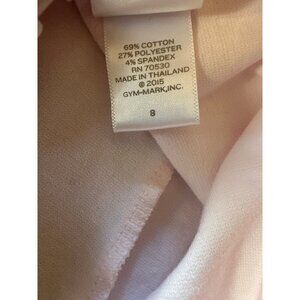 69% COTTON
27% POLYESTER
4% SPANDEX
RN 70530
MADE IN THAILAND
© 2015
GYM-MARK,INC.
8